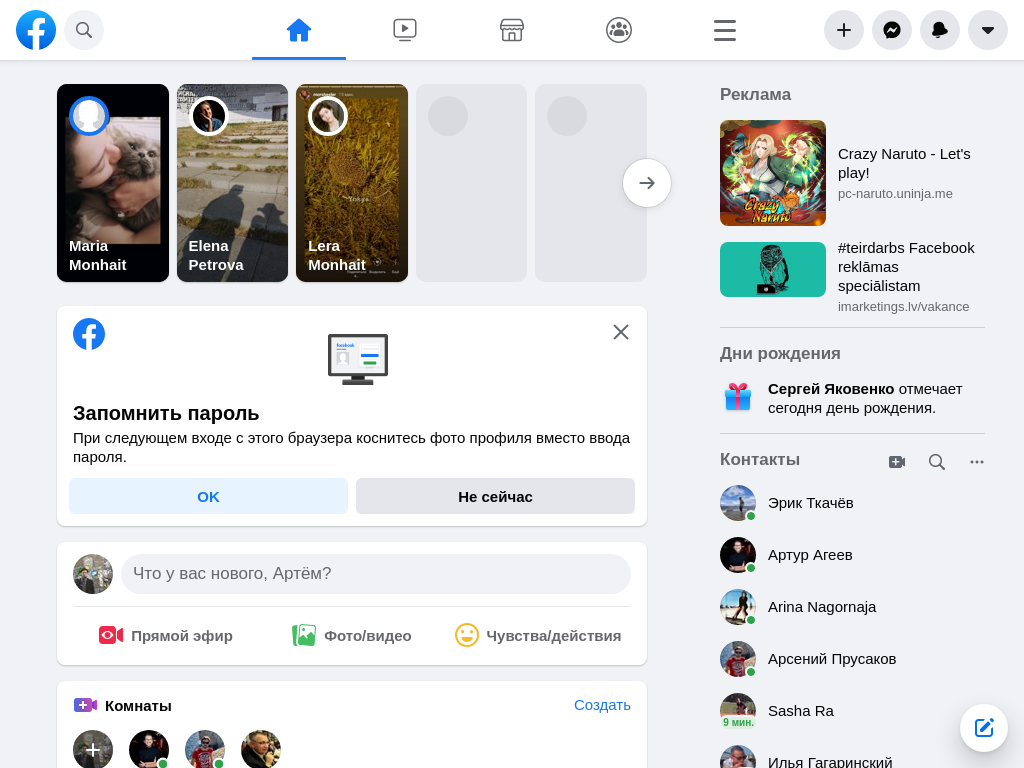 Maria
Monhait
Elena
Petrova
Lera
Monhait
facebook
Запомнить пароль
При следующем входе с этого браузера коснитесь фото профиля вместо ввода
пароля.
OK
Не сейчас
Что у вас нового, Артём?
Прямой эфир
Фото/видео
Чувства/действия
Комнаты
Создать
Реклама
Crazy Naruto
Crazy Naruto - Let's
play!
pc-naruto.uninja.me
#teirdarbs Facebook
reklāmas
speciālistam
imarketings.lv/vakance
Дни рождения
Сергей Яковенко отмечает
сегодня день рождения.
Контакты
Эрик Ткачёв
Артур Агеев
Arina Nagornaja
Арсений Прусаков
Sasha Ra
9 мин.
Илья Гагаринский